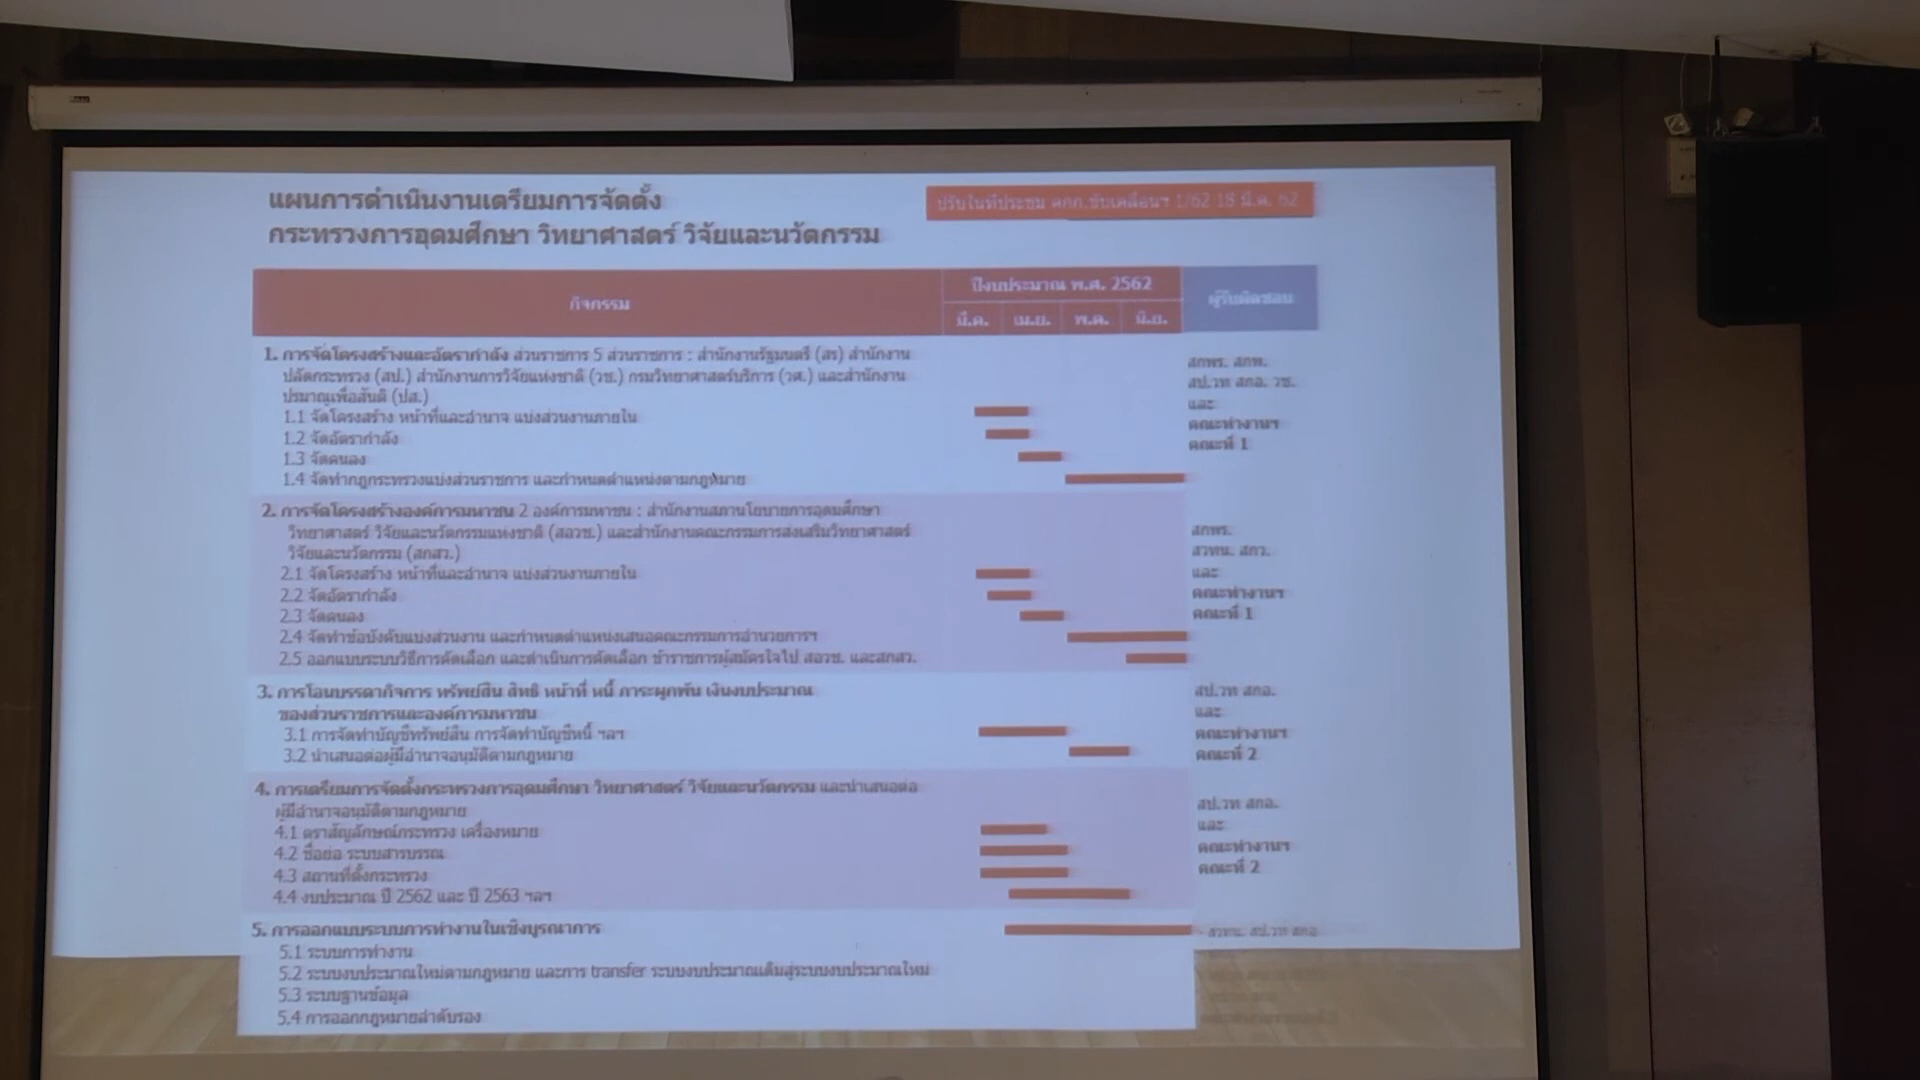 แผนการดำเนินงานเตรียมการจัดตั้ง
กระทรวงการอุดมศึกษา วิทยาศาสตร์ วิจัยและนวัตกรรม
ปรับในที่ประชุม คกก.ขับเคลื่อนฯ 1/62 18 มี.ค. 62
กิจกรรม
ปีงบประมาณ พ.ศ. 2562
ผู้รับผิดชอบ
มี.ค. เม.ย. พ.ค. มิ.ย.
1. การจัดโครงสร้างและอัตรากำลัง ส่วนราชการ 5 ส่วนราชการ : สำนักงานรัฐมนตรี (สร) สำนักงาน
ปลัดกระทรวง (สป.) สำนักงานการวิจัยแห่งชาติ (วช.) กรมวิทยาศาสตร์บริการ (วศ.) และสำนักงาน
ปรมาณูเพื่อสันติ (ปส.)
1.1 จัดโครงสร้าง หน้าที่และอำนาจ แบ่งส่วนงานภายใน
1.2 จัดอัตรากำลัง
1.3 จัดคนลง
1.4 จัดทำกฎกระทรวงแบ่งส่วนราชการ และกำหนดตำแหน่งตามกฎหมาย
สกพร. สกพ.
สป.วท สกอ. วช.
และ
คณะทำงานฯ
คณะที่ 1
2. การจัดโครงสร้างองค์การมหาชน 2 องค์การมหาชน : สำนักงานสภานโยบายการอุดมศึกษา
วิทยาศาสตร์ วิจัยและนวัตกรรมแห่งชาติ (สอวช.) และสำนักงานคณะกรรมการส่งเสริมวิทยาศาสตร์
วิจัยและนวัตกรรม (สกสว.)
2.1 จัดโครงสร้าง หน้าที่และอำนาจ แบ่งส่วนงานภายใน
2.2 จัดอัตรากำลัง
2.3 จัดคนลง
2.4 จัดทำข้อบังคับแบ่งส่วนงาน และกำหนดตำแหน่งเสนอคณะกรรมการอำนวยการฯ
2.5 ออกแบบระบบวิธีการคัดเลือก และดำเนินการคัดเลือก ข้าราชการผู้สมัครใจไป สอวช. และสกสว.
สกพร.
สวทน. สกว.
และ
คณะทำงานฯ
คณะที่ 1
3. การโอนบรรดากิจการ ทรัพย์สิน สิทธิ หน้าที่ หนี้ ภาระผูกพัน เงินงบประมาณ
ของส่วนราชการและองค์การมหาชน
3.1 การจัดทำบัญชีทรัพย์สิน การจัดทำบัญชีหนี้ ฯลฯ
3.2 นำเสนอต่อผู้มีอำนาจอนุมัติตามกฎหมาย
สป.วท สกอ.
และ
คณะทำงานฯ
คณะที่ 2
4. การเตรียมการจัดตั้งกระทรวงการอุดมศึกษา วิทยาศาสตร์ วิจัยและนวัตกรรม และนำเสนอต่อ
ผู้มีอำนาจอนุมัติตามกฎหมาย
4.1 ตราสัญลักษณ์กระทรวง เครื่องหมาย
4.2 ชื่อย่อ ระบบสารบรรณ
4.3 สถานที่ตั้งกระทรวง
4.4 งบประมาณ ปี 2562 และ ปี 2563 ฯลฯ
สป.วท สกอ.
และ
คณะทำงานฯ
คณะที่ 2
5. การออกแบบระบบการทำงานในเชิงบูรณาการ
5.1 ระบบการทำงาน
5.2 ระบบงบประมาณใหม่ตามกฎหมาย และการ transfer ระบบงบประมาณเดิมสู่ระบบงบประมาณใหม่
5.3 ระบบฐานข้อมูล
5.4 การออกกฎหมายลำดับรอง
- สวทน. สป.วท สกอ